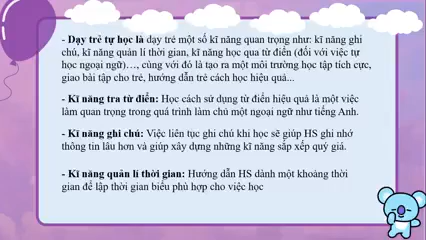 - Dạy trẻ tự học là dạy trẻ một số kĩ năng quan trọng như: kĩ năng ghi
chú, kĩ năng quản lí thời gian, kĩ năng học qua từ điển (đối với việc tự
học ngoại ngữ)…, cùng với đó là tạo ra một môi trường học tập tích cực,
giao bài tập cho trẻ, hướng dẫn trẻ cách học hiệu quả...
- Kĩ năng tra từ điển: Học cách sử dụng từ điển hiệu quả là một việc
làm quan trọng trong quá trình làm chủ một ngoại ngữ như tiếng Anh.
- Kĩ năng ghi chú: Việc liên tục ghi chú khi học sẽ giúp HS ghi nhớ
thông tin lâu hơn và giúp xây dựng những kĩ năng sắp xếp quý giá.
- Kĩ năng quản lí thời gian: Hướng dẫn HS dành một khoảng thời
gian để lập thời gian biểu phù hợp cho việc học